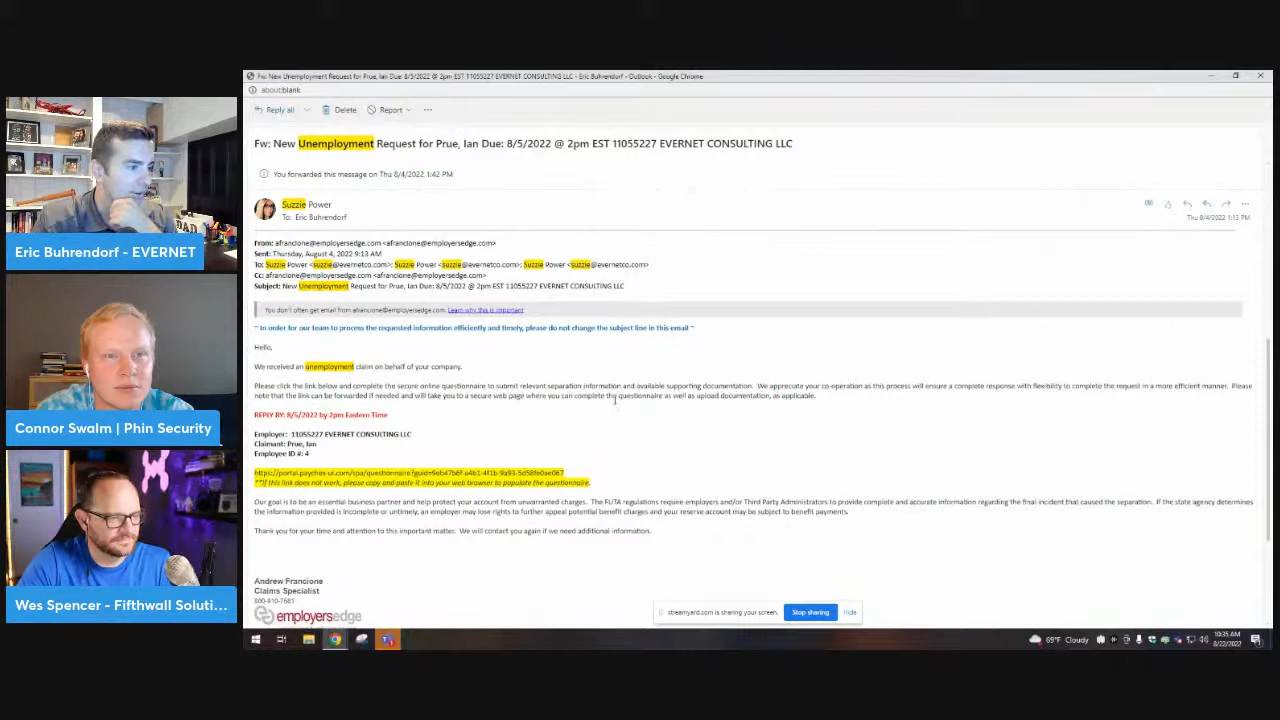 Fw: New Unemployment Request for Prue, Ian Due: 8/5/2022 @ 2pm EST 11055227 EVERNET CONSULTING LLC - Eric Buhrendorf - Outlook - Google Chrome
about:blank
Reply all
Delete
Report
Fw: New Unemployment Request for Prue, Ian Due: 8/5/2022 @ 2pm EST 11055227 EVERNET CONSULTING LLC
You forwarded this message on Thu 8/4/2022 1:42 PM
Suzzie Power
To: Eric Buhrendorf
Thu 8/4/2022 1:13 PM
From: afrancione@employersedge.com <afrancione@employersedge.com>
Sent: Thursday, August 4, 2022 9:13 AM
To: Suzzie Power <suzzie@evernetco.com>; Suzzie Power <suzzie@evernetco.com>; Suzzie Power <suzzie@evernetco.com>
Cc: afrancione@employersedge.com <afrancione@employersedge.com>
Subject: New Unemployment Request for Prue, Ian Due: 8/5/2022 @ 2pm EST 11055227 EVERNET CONSULTING LLC
You don't often get email from afrancione@employersedge.com. Learn why this is important
~ In order for our team to process the requested information efficiently and timely, please do not change the subject line in this email ~
Hello,
We received an unemployment claim on behalf of your company.
Please click the link below and complete the secure online questionnaire to submit relevant separation information and available supporting documentation. We appreciate your co-operation as this process will ensure a complete response with flexibility to complete the request in a more efficient manner. Please
note that the link can be forwarded if needed and will take you to a secure web page where you can complete the questionnaire as well as upload documentation, as applicable.
REPLY BY: 8/5/2022 by 2pm Eastern Time
Employer: 11055227 EVERNET CONSULTING LLC
Claimant: Prue, Ian
Employee ID #: 4
**If this link does not work, please copy and paste it into your web browser to populate the questionnaire.
Our goal is to be an essential business partner and help protect your account from unwarranted charges. The FUTA regulations require employers and/or Third Party Administrators to provide complete and accurate information regarding the final incident that caused the separation. If the state agency determines
the information provided is incomplete or untimely, an employer may lose rights to further appeal potential benefit charges and your reserve account may be subject to benefit payments.
Thank you for your time and attention to this important matter. We will contact you again if we need additional information.
Andrew Francione
Claims Specialist
800-910-7681
employersedge
streamyard.com is sharing your screen.
Stop sharing
Hide
69°F Cloudy
10:35 AM
8/22/2022
DAD
Eric Buhrendorf - EVERNET
Connor Swalm | Phin Security
Wes Spencer - Fifthwall Soluti...